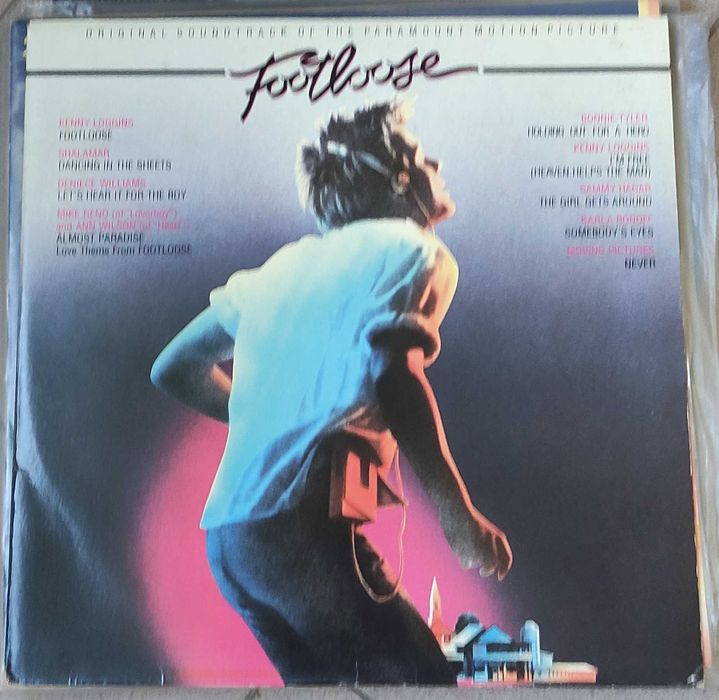 ORIGINAL SOUNDTRACK OF THE PARAMOUNT MOTION PICTURE
Footloose
KENNY LOGGINS
FOOTLOOSE
SHALAMAR
DANCING IN THE SHEETS
DENIECE WILLIAMS
LET'S HEAR IT FOR THE BOY
MIKE RENO (of "Loverboy")
and ANN WILSON (of "Heart")
ALMOST PARADISE
Love Theme From FOOTLOOSE
BONNIE TYLER
HOLDING OUT FOR A HERO
KENNY LOGGINS
I'M FREE
(HEAVEN HELPS THE MAN)
SAMMY HAGAR
THE GIRL GETS AROUND
KARLA BONOFF
SOMEBODY'S EYES
MOVING PICTURES
NEVER